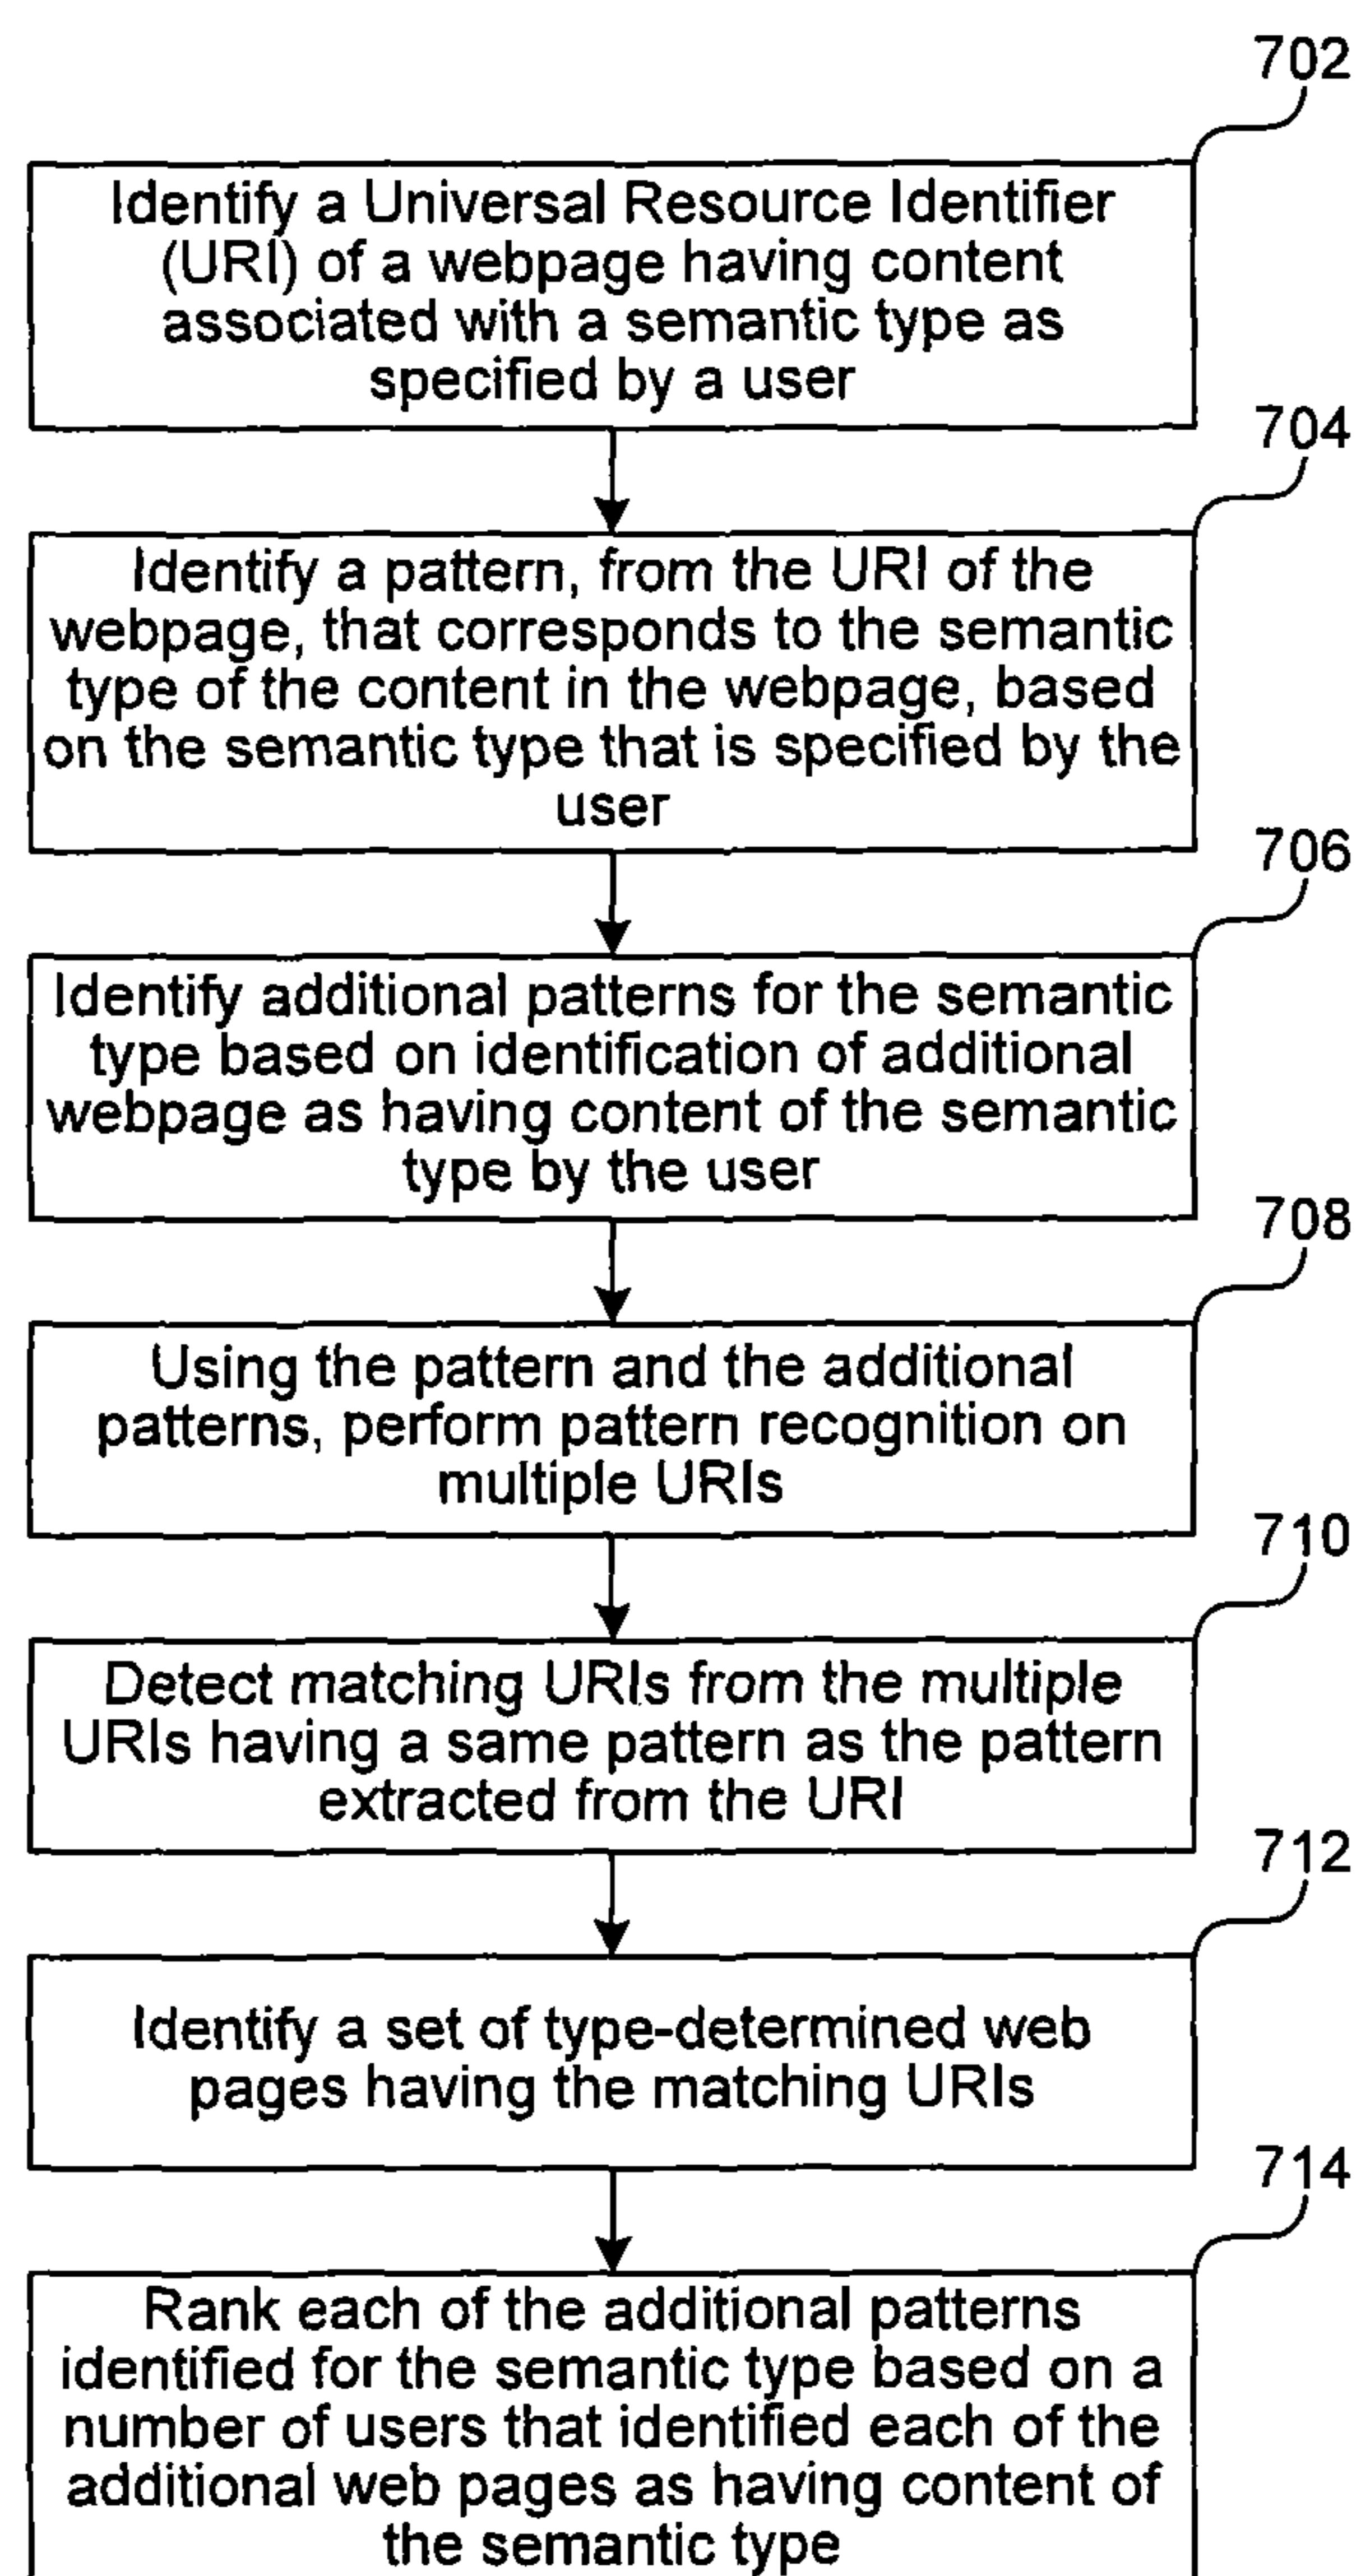 702
Identify a Universal Resource Identifier
(URI) of a webpage having content
associated with a semantic type as
specified by a user
704
Identify a pattern, from the URI of the
webpage, that corresponds to the semantic
type of the content in the webpage, based
on the semantic type that is specified by the
user
706
Identify additional patterns for the semantic
type based on identification of additional
webpage as having content of the semantic
type by the user
708
Using the pattern and the additional
patterns, perform pattern recognition on
multiple URIs
710
Detect matching URIs from the multiple
URIs having a same pattern as the pattern
extracted from the URI
712
Identify a set of type-determined web
pages having the matching URIs
714
Rank each of the additional patterns
identified for the semantic type based on a
number of users that identified each of the
additional web pages as having content of
the semantic type